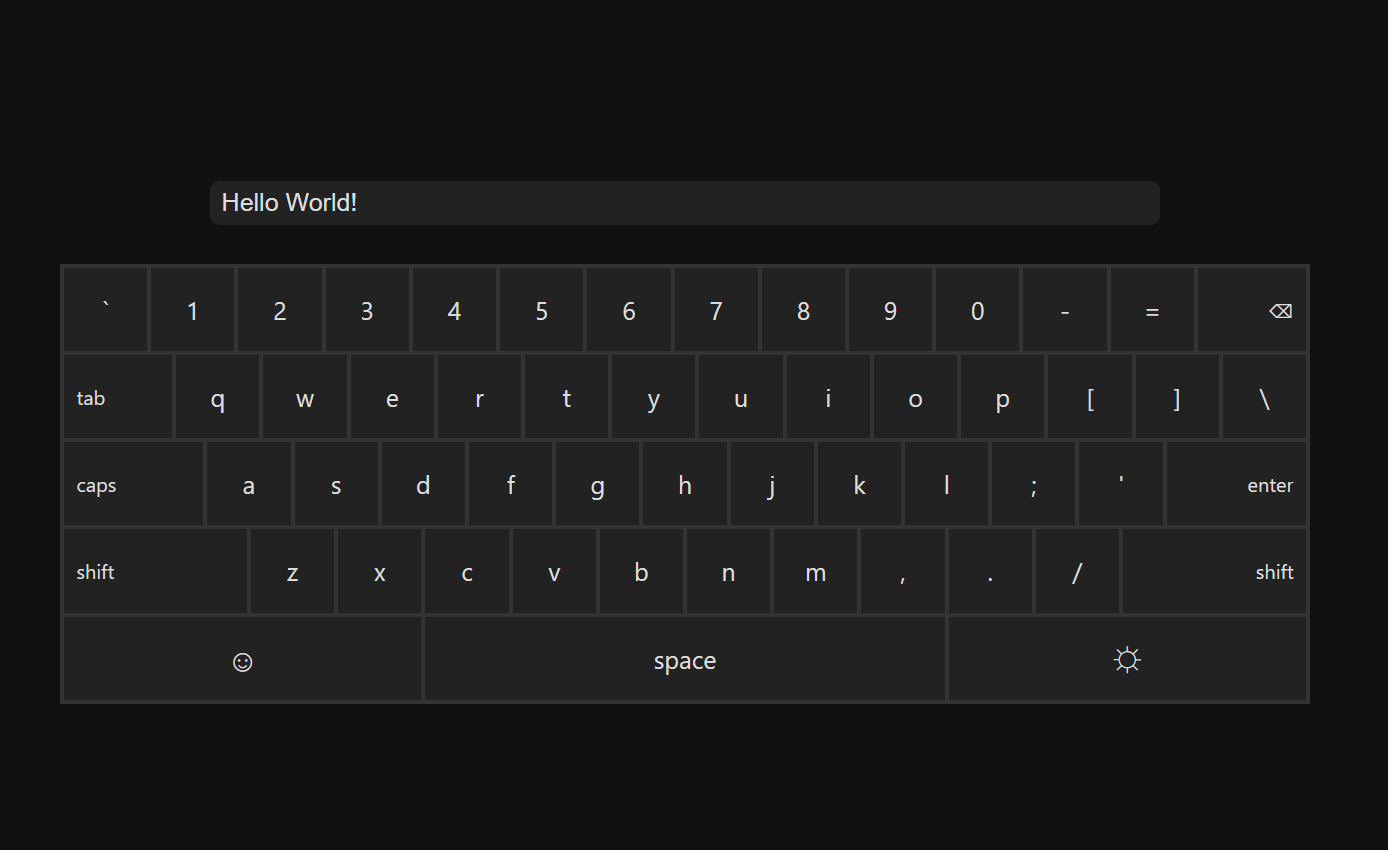 Hello World!
` 1 2 3 4 5 6 7 8 9 0 - = ⌫
tab q w e r t y u i o p [ ] \
caps a s d f g h j k l ; ' enter
shift z x c v b n m , . / shift
☺ space ☼